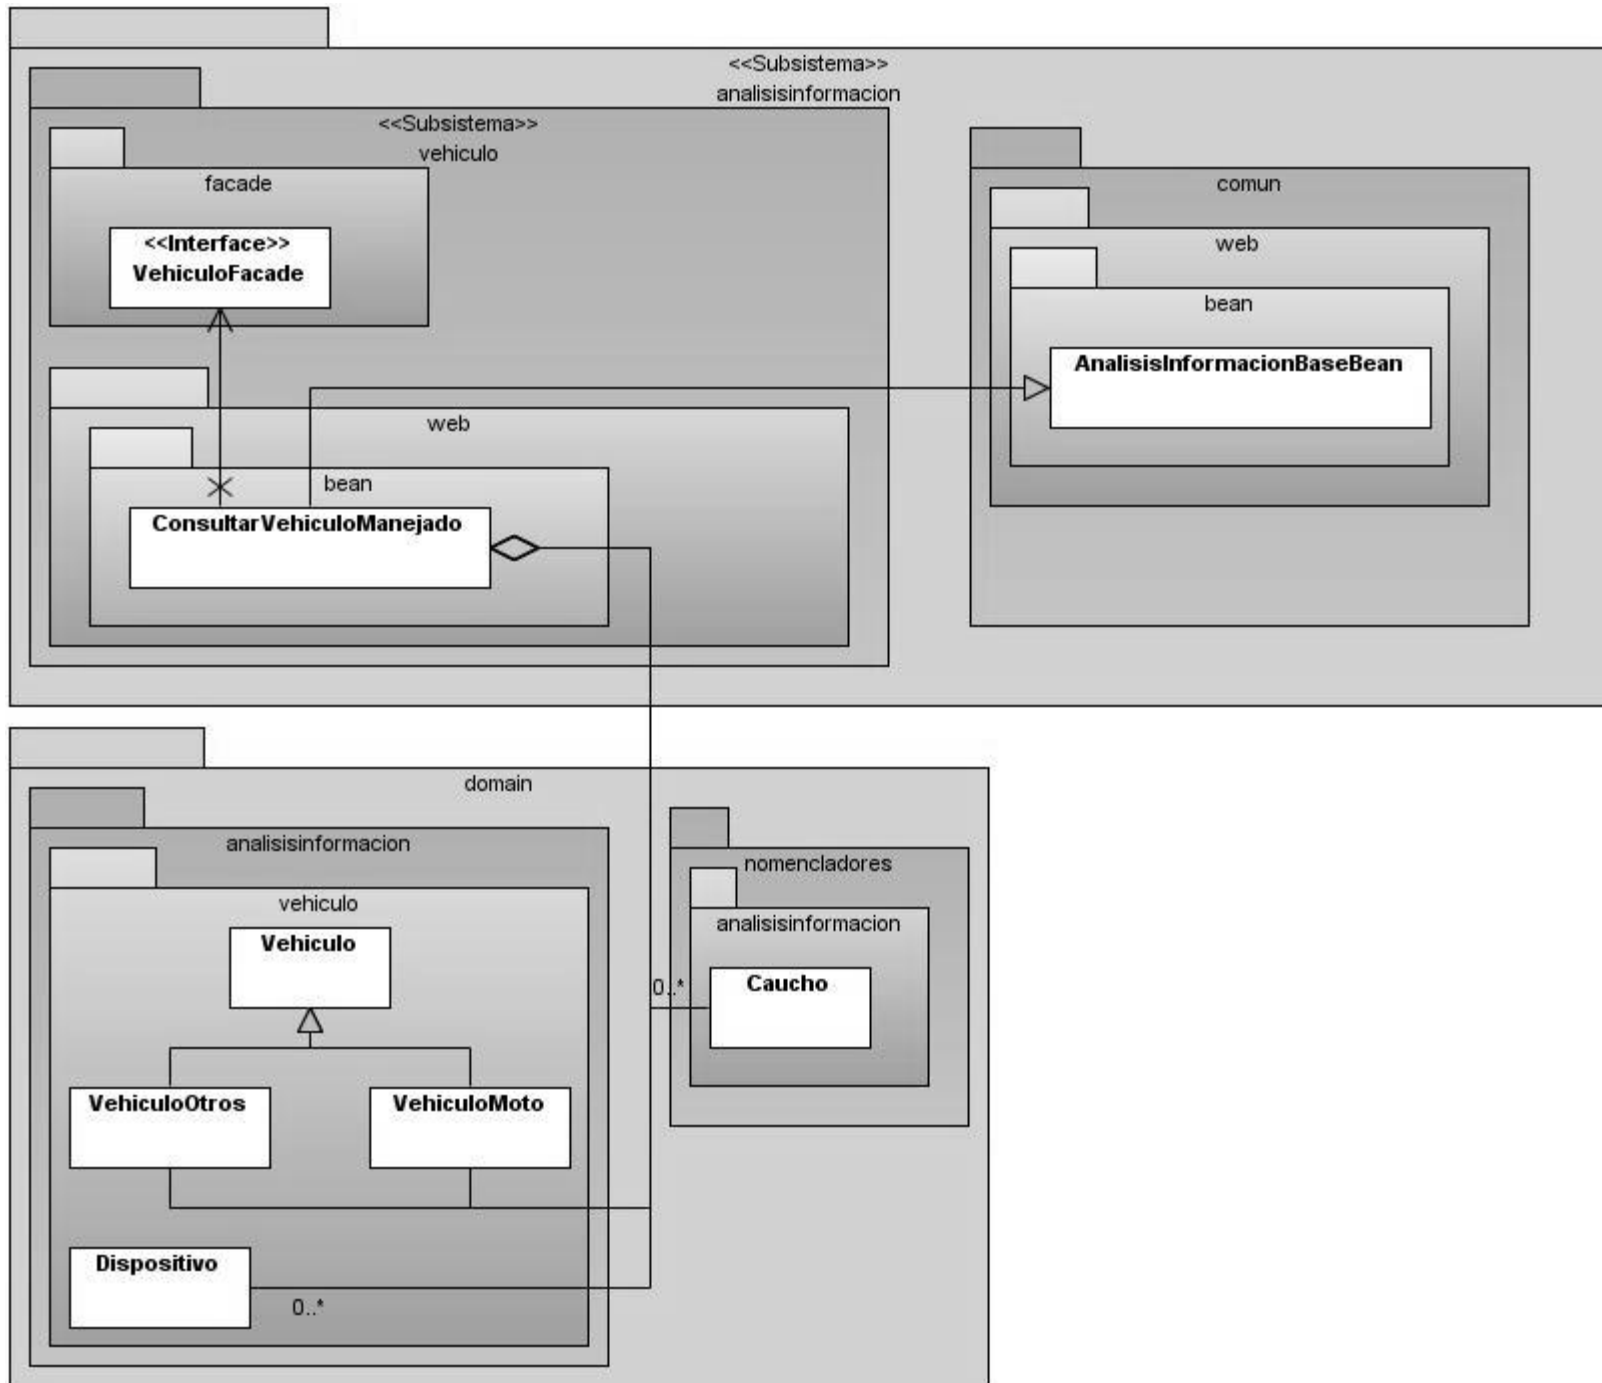 <<Subsistema>>
analisisinformacion
<<Subsistema>>
vehiculo
facade
<<Interface>>
VehiculoFacade
comun
web
bean
AnalisisInformacionBaseBean
web
bean
ConsultarVehiculoManejado
domain
analisisinformacion
vehiculo
Vehiculo
nomencladores
analisisinformacion
0..*
Caucho
VehiculoOtros
VehiculoMoto
Dispositivo
0..*